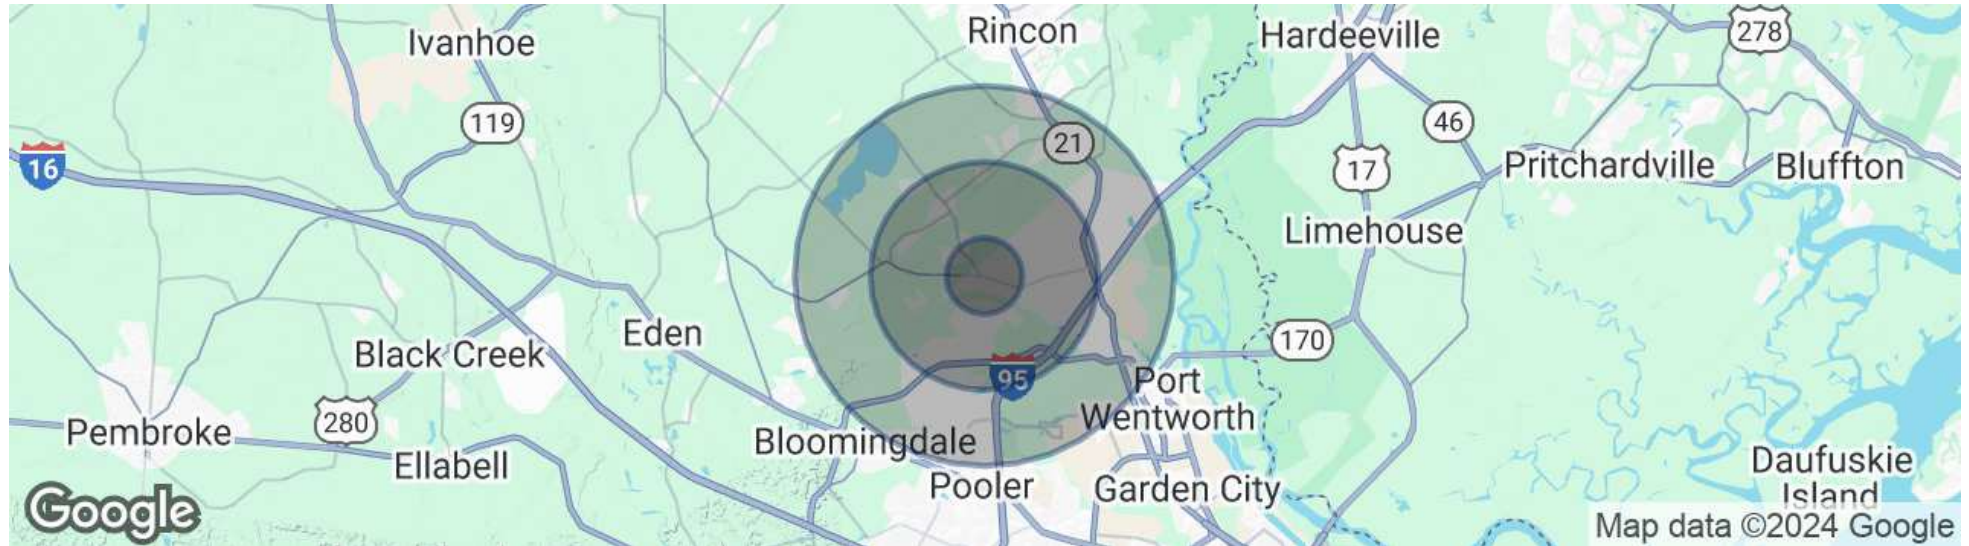 Rincon
Hardeeville
278
Ivanhoe
119
46
21
16
17
Pritchardville
Bluffton
Limehouse
Eden
170
Black Creek
95
Port
Wentworth
280
Pembroke
Bloomingdale
Ellabell
Daufuskie
Island
Pooler
Garden City
Google
Map data ©2024 Google